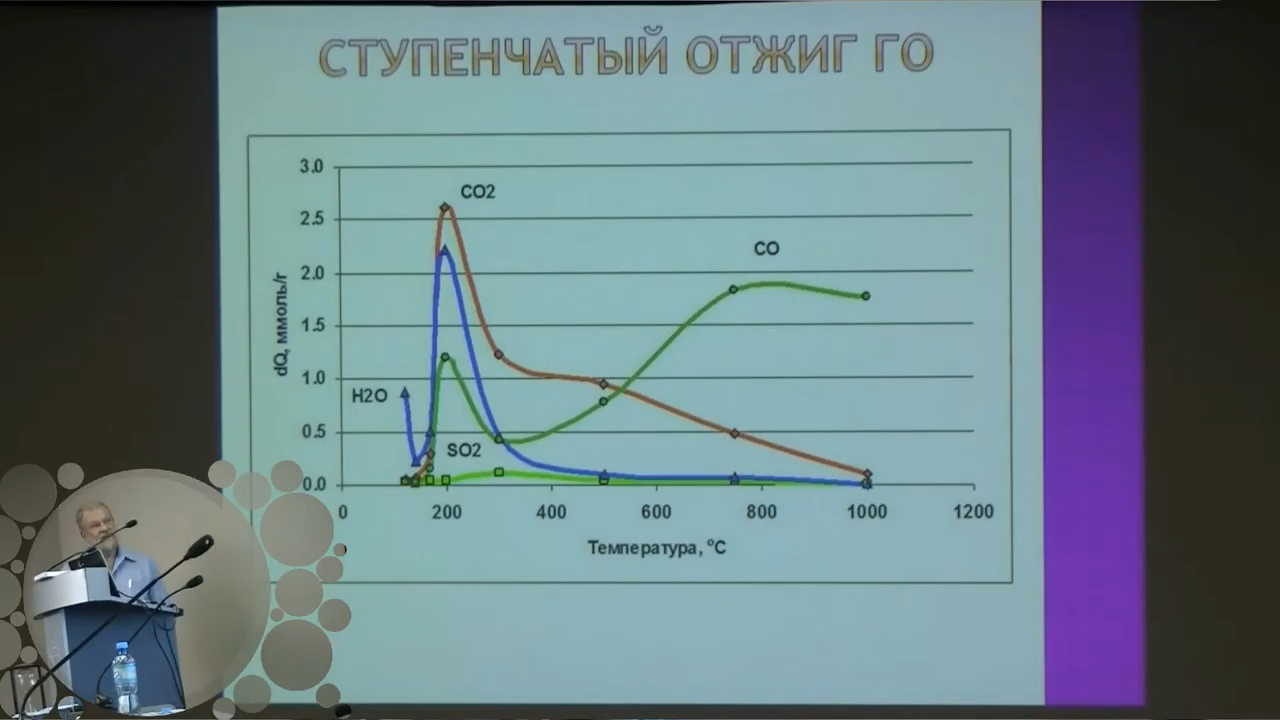 СТУПЕНЧАТЫЙ ОТЖИГ ГО
3.0
CO2
2.5
CO
2.0
dQ, ммоль/г
1.5
1.0
H2O
0.5
SO2
0.0
0 200 400 600 800 1000 1200
Температура, °C